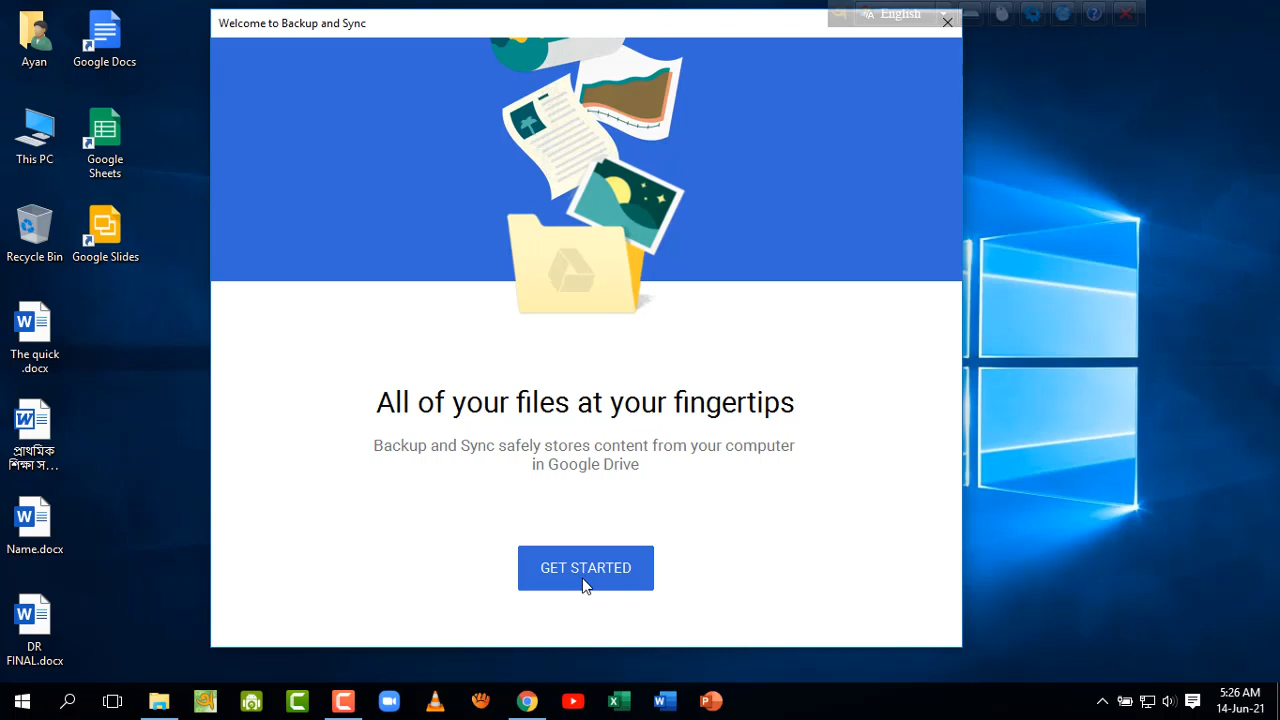 Welcome to Backup and Sync
English
Ayan
Google Docs
This PC
Google
Sheets
Recycle Bin
Google Slides
The quick
.docx
প্রাথমিক
শিক্ষা স...
Name.docx
DR
FINAL.docx
All of your files at your fingertips
Backup and Sync safely stores content from your computer
in Google Drive
GET STARTED
5:26 AM
14-Jun-21